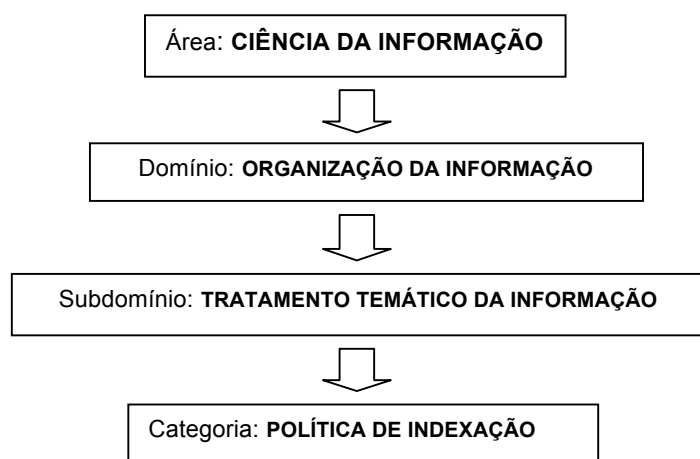 Área: CIÊNCIA DA INFORMAÇÃO
Domínio: ORGANIZAÇÃO DA INFORMAÇÃO
Subdomínio: TRATAMENTO TEMÁTICO DA INFORMAÇÃO
Categoria: POLÍTICA DE INDEXAÇÃO